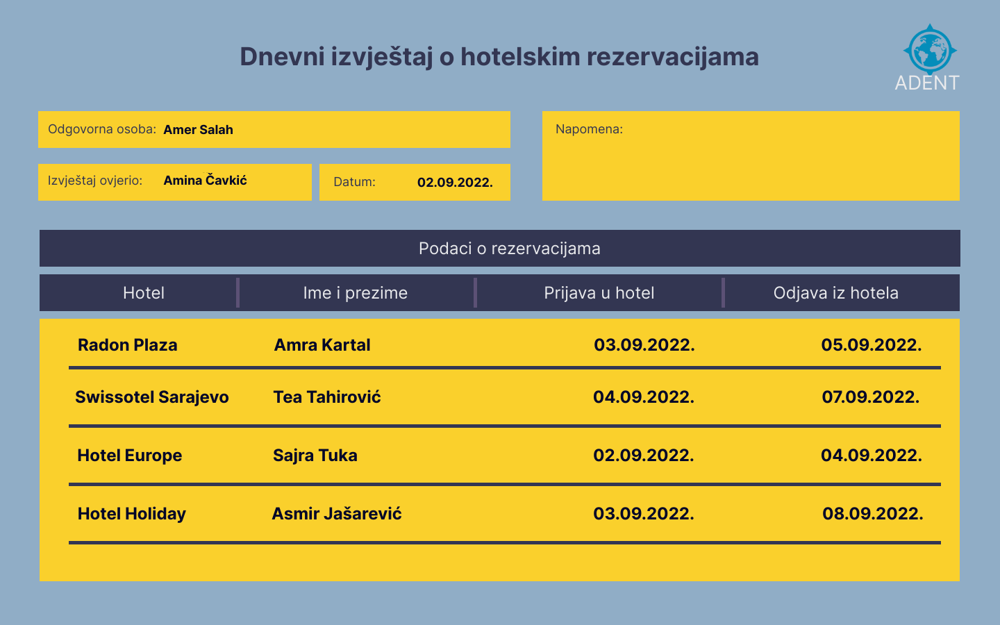 Dnevni izvještaj o hotelskim rezervacijama
ADENT
Odgovorna osoba: Amer Salah
Napomena:
Izvještaj ovjerio: Amina Čavkić
Datum: 02.09.2022.
Podaci o rezervacijama
Hotel Ime i prezime Prijava u hotel Odjava iz hotela
Radon Plaza Amra Kartal 03.09.2022. 05.09.2022.
Swissotel Sarajevo Tea Tahirović 04.09.2022. 07.09.2022.
Hotel Europe Sajra Tuka 02.09.2022. 04.09.2022.
Hotel Holiday Asmir Jašarević 03.09.2022. 08.09.2022.